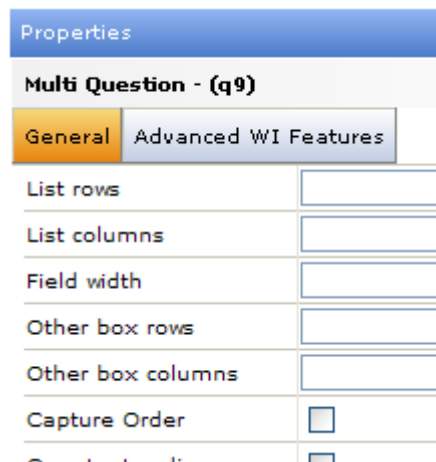 Properties
Multi Question - (q9)
General Advanced WI Features
List rows
List columns
Field width
Other box rows
Other box columns
Capture Order